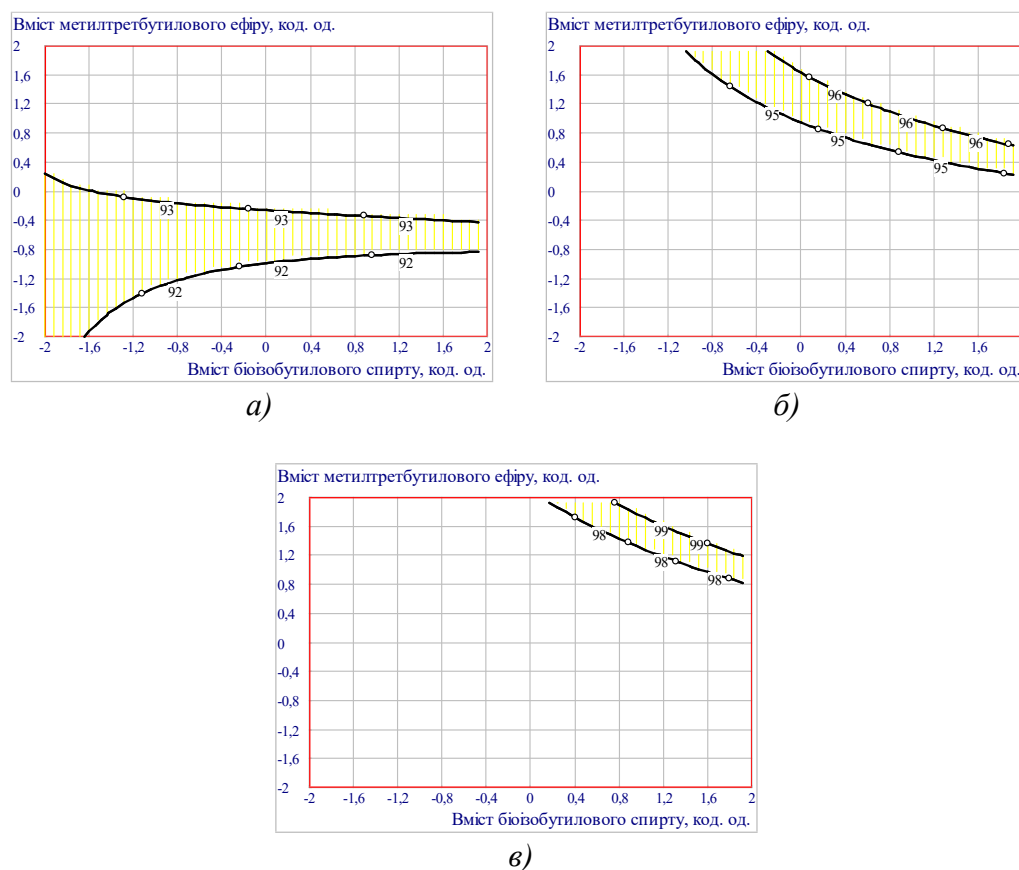 Вміст метилтретбутилового ефіру, код. од.
2
1,6
1,2
0,8
0,4
0
-0,4
-0,8
-1,2
-1,6
-2
93 93 93
92 92 92
-2 -1,6 -1,2 -0,8 -0,4 0 0,4 0,8 1,2 1,6 2
Вміст біоізобутилового спирту, код. од.
а)
Вміст метилтретбутилового ефіру, код. од.
2
1,6
1,2
0,8
0,4
0
-0,4
-0,8
-1,2
-1,6
-2
96 96 96
95 95 95
-2 -1,6 -1,2 -0,8 -0,4 0 0,4 0,8 1,2 1,6
Вміст біоізобутилового спирту, код. од.
б)
Вміст метилтретбутилового ефіру, код. од.
2
1,6
1,2
0,8
0,4
0
-0,4
-0,8
-1,2
-1,6
-2
99 99
98 98 98
-2 -1,6 -1,2 -0,8 -0,4 0 0,4 0,8 1,2 1,6 2
Вміст біоізобутилового спирту, код. од.
в)